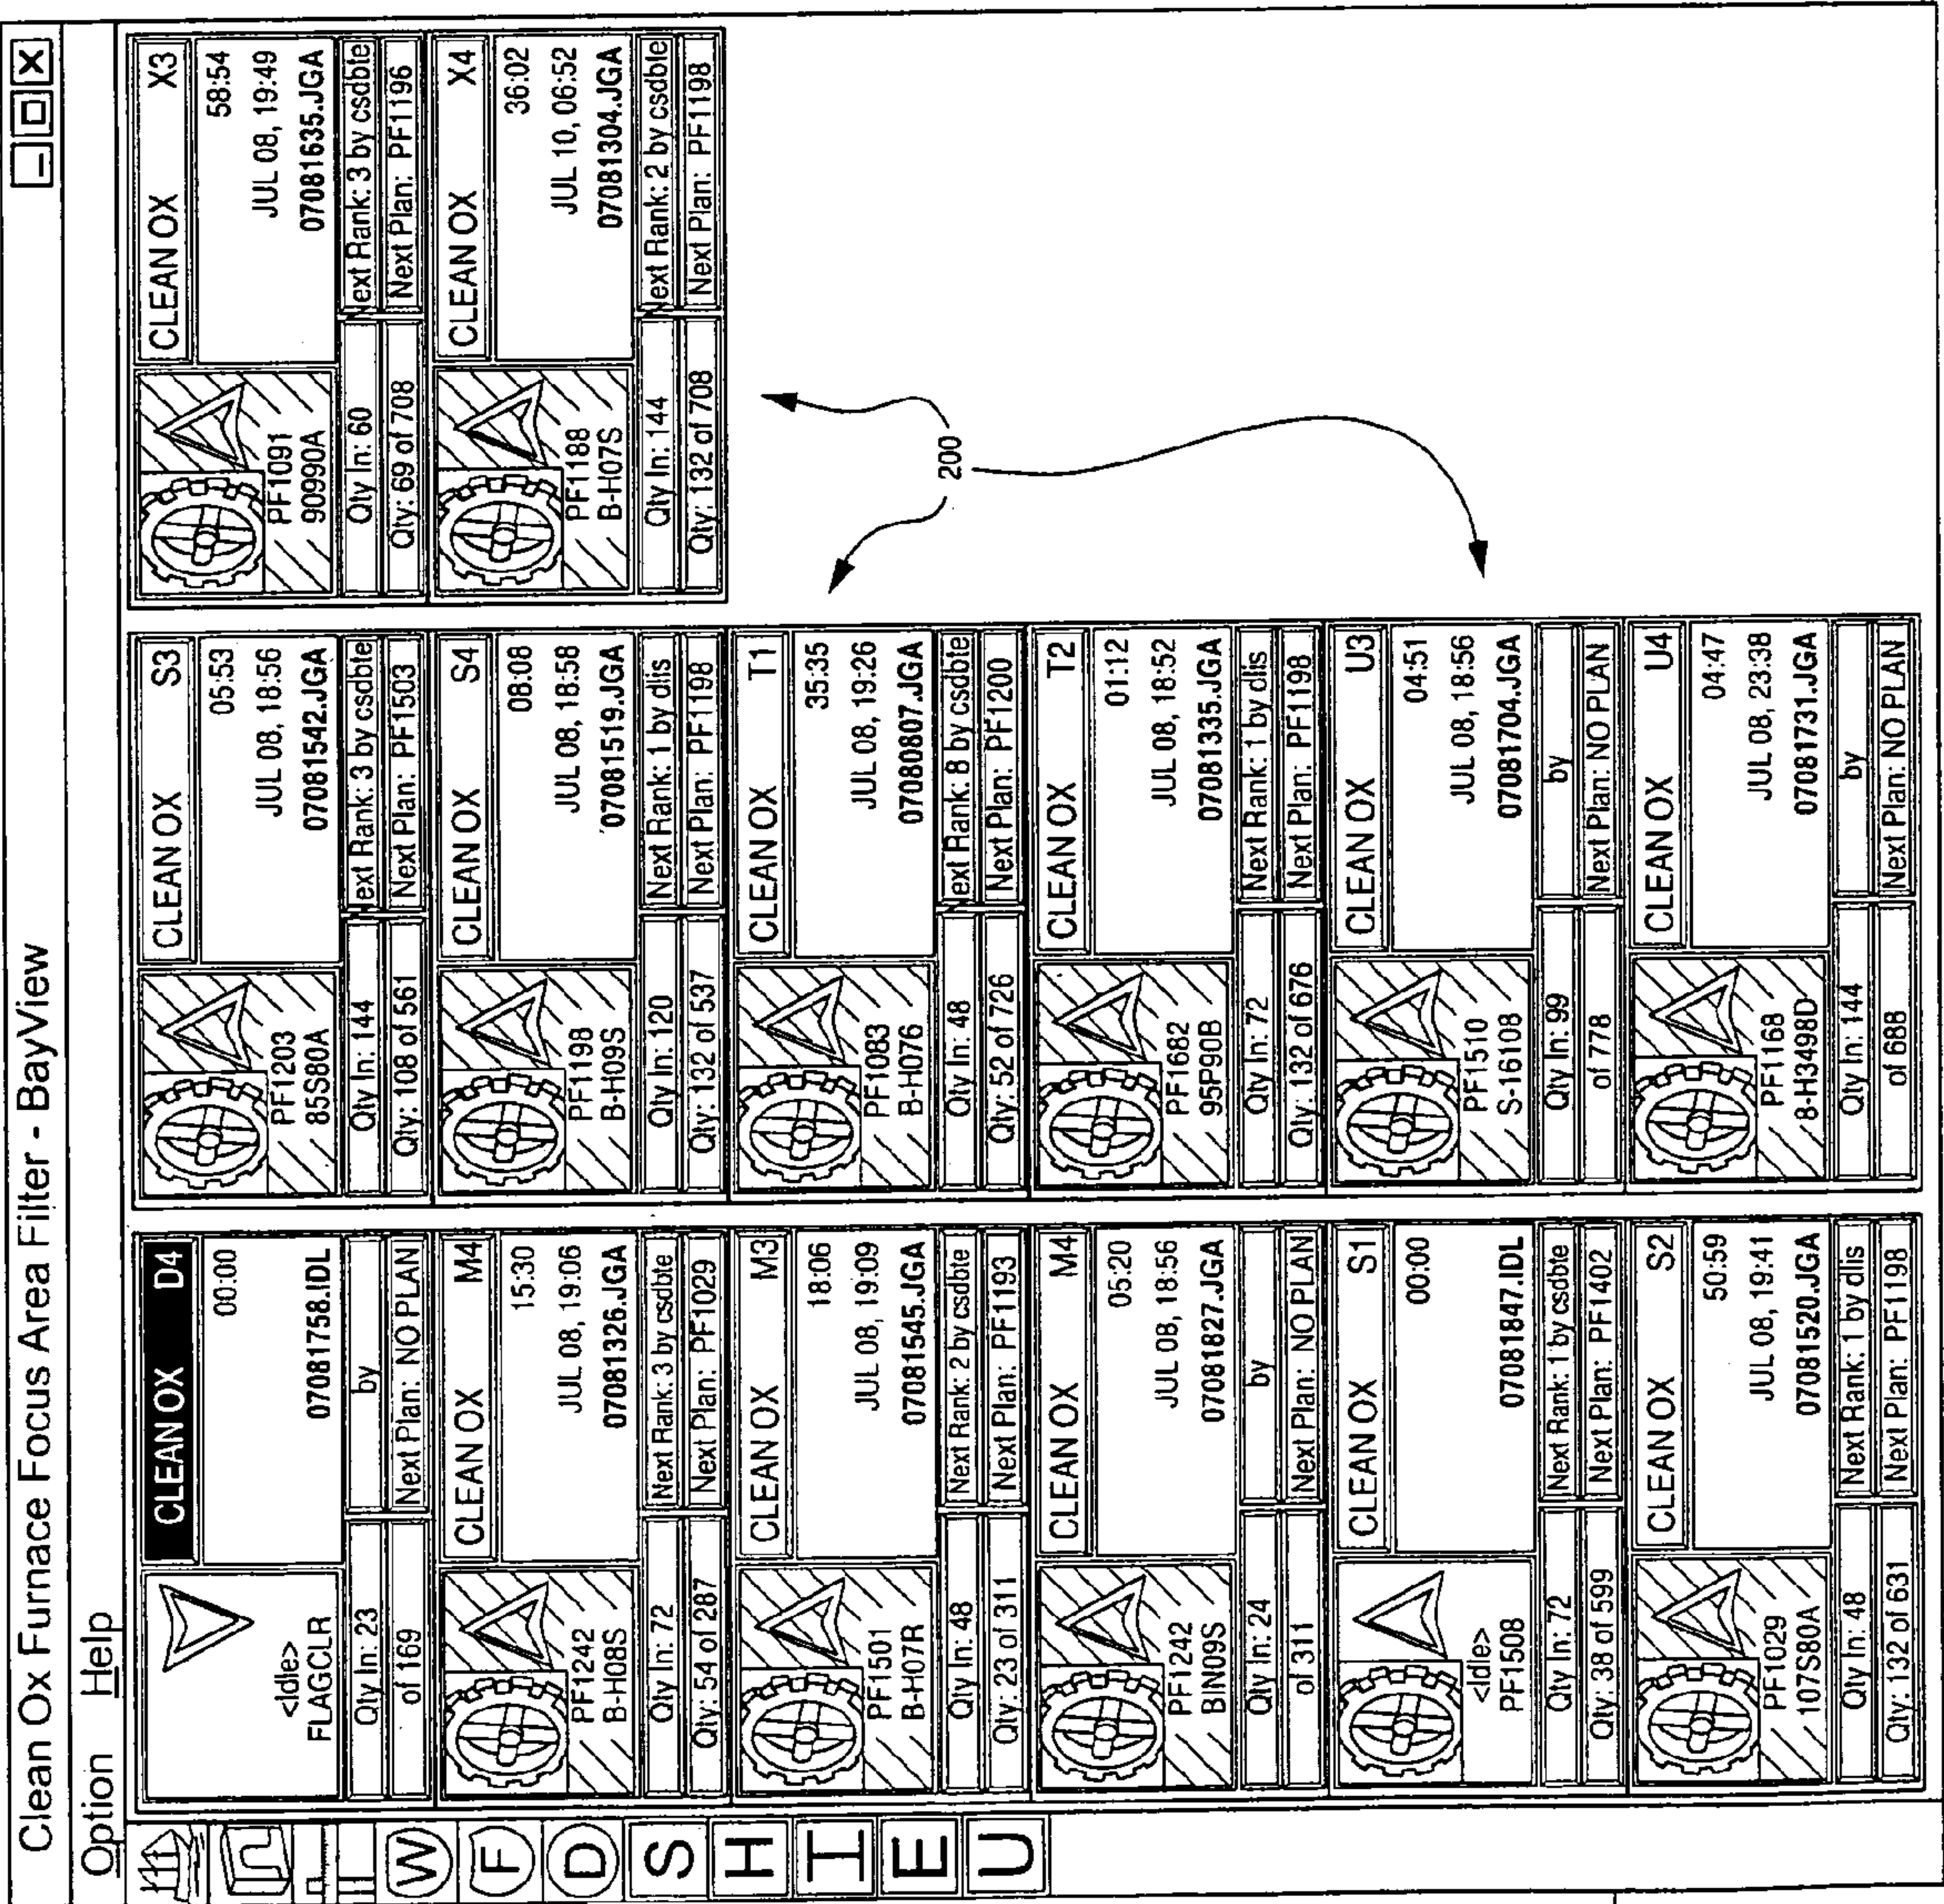 Clean Ox Furnace Focus Area Filter - BayView
Option Help
W
F
D
S
H
I
E
U
CLEAN OX D4
00:00
<Idle>
FLAGCLR
07081758.IDL
Qty In: 23
by
of 169
Next Plan: NO PLAN
CLEAN OX M4
15:30
JUL 08, 19:06
PF1242
B-H08S
07081326.JGA
Qty In: 72
Next Rank: 3 by csdbte
Qty: 54 of 287
Next Plan: PF1029
CLEAN OX M3
18:06
JUL 08, 19:09
PF1501
B-H07R
07081545.JGA
Qty In: 48
Next Rank: 2 by csdbte
Qty: 23 of 311
Next Plan: PF1193
CLEAN OX M4
05:20
JUL 08, 18:56
PF1242
BIN09S
07081827.JGA
Qty In: 24
by
of 311
Next Plan: NO PLAN
CLEAN OX S1
00:00
<Idle>
PF1508
07081847.IDL
Qty In: 72
Next Rank: 1 by csdbte
Qty: 38 of 599
Next Plan: PF1402
CLEAN OX S2
50:59
JUL 08, 19:41
PF1029
107S80A
07081520.JGA
Qty In: 48
Next Rank: 1 by dlis
Qty: 132 of 631
Next Plan: PF1198
CLEAN OX S3
05:53
JUL 08, 18:56
PF1203
85S80A
07081542.JGA
Qty In: 144
Next Rank: 3 by csdbte
Qty: 108 of 561
Next Plan: PF1503
CLEAN OX S4
08:08
JUL 08, 18:58
PF1198
B-H09S
07081519.JGA
Qty In: 120
Next Rank: 1 by dlis
Qty: 132 of 537
Next Plan: PF1198
CLEAN OX T1
35:35
JUL 08, 19:26
PF1083
B-H076
07080807.JGA
Qty In: 48
Next Rank: 8 by csdbte
Qty: 52 of 726
Next Plan: PF1200
CLEAN OX T2
01:12
JUL 08, 18:52
PF1682
95P90B
07081335.JGA
Qty In: 72
Next Rank: 1 by dlis
Qty: 132 of 676
Next Plan: PF1198
CLEAN OX U3
04:51
JUL 08, 18:56
PF1510
S-16108
07081704.JGA
Qty In: 99
by
of 778
Next Plan: NO PLAN
CLEAN OX U4
04:47
JUL 08, 23:38
PF1168
8-H3498D
07081731.JGA
Qty In: 144
by
of 688
Next Plan: NO PLAN
CLEAN OX X3
58:54
JUL 08, 19:49
PF1091
90990A
07081635.JGA
Qty In: 60
Next Rank: 3 by csdbte
Qty: 69 of 708
Next Plan: PF1196
CLEAN OX X4
36:02
JUL 10, 06:52
PF1188
B-H07S
07081304.JGA
Qty In: 144
Next Rank: 2 by csdbte
Qty: 132 of 708
Next Plan: PF1198
200